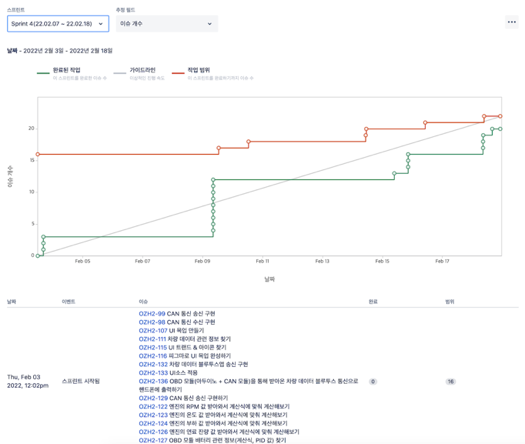 스프린트
추정 필드
Sprint 4(22.02.07 ~ 22.02.18)
이슈 개수
날짜 - 2022년 2월 3일 - 2022년 2월 18일
완료된 작업
가이드라인
작업 범위
이슈 개수
20
15
10
5
0
Feb 05
Feb 07
Feb 09
Feb 11
Feb 13
Feb 15
Feb 17
날짜
날짜 이벤트 이슈 완료 범위
OZH2-99 CAN 통신 송신 구현
OZH2-98 CAN 통신 수신 구현
OZH2-107 UI 목업 만들기
OZH2-111 차량 데이터 관련 정보 찾기
OZH2-115 UI 트렌드 & 아이콘 찾기
OZH2-116 피그마로 UI 목업 완성하기
OZH2-132 차량 데이터 블루투스앱 송신 구현
OZH2-133 UI소스 적용
OZH2-136 OBD 모듈(아두이노 + CAN 모듈)을 통해 받아온 차량 데이터 블루투스 통신으로
핸드폰에 출력하기
Thu, Feb 03
2022, 12:02pm
스프린트 시작됨
0
16
OZH2-129 CAN 통신 송신 구현하기
OZH2-122 엔진의 RPM 값 받아와서 계산식에 맞춰 계산해보기
OZH2-123 엔진의 온도 값 받아와서 계산식에 맞춰 계산해보기
OZH2-124 엔진의 부하 값 받아와서 계산식에 맞춰 계산해보기
OZH2-126 엔진의 연료 잔량 값 받아와서 계산식에 맞춰 계산해보기
OZH2-127 OBD 모듈 배터리 관련 정보(계산식, PID 값) 찾기